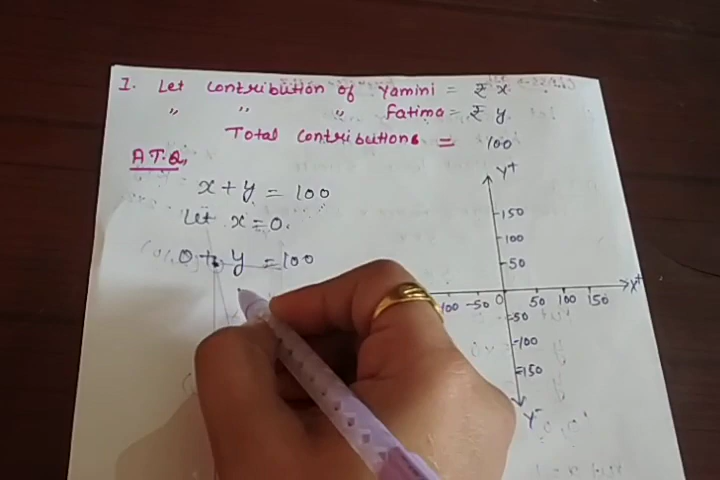 I. Let contribution of Yamini = ₹ x
" " " Fatima = ₹ y
Total contributions = 100
A.T.Q,
x + y = 100
Let x = 0.
0 + y = 100
Y+
150
100
50
100 -50 0 50 100 150 X+
-50
-100
-150
Y-